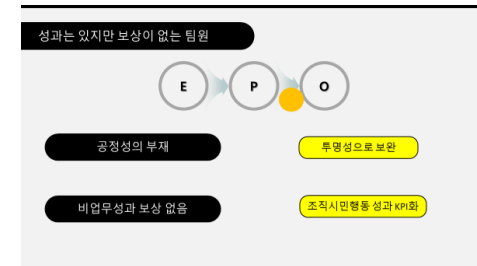 성과는 있지만 보상이 없는 팀원
E P O
공정성의 부재
투명성으로 보완
비업무성과 보상 없음
조직시민행동 성과 KPI화